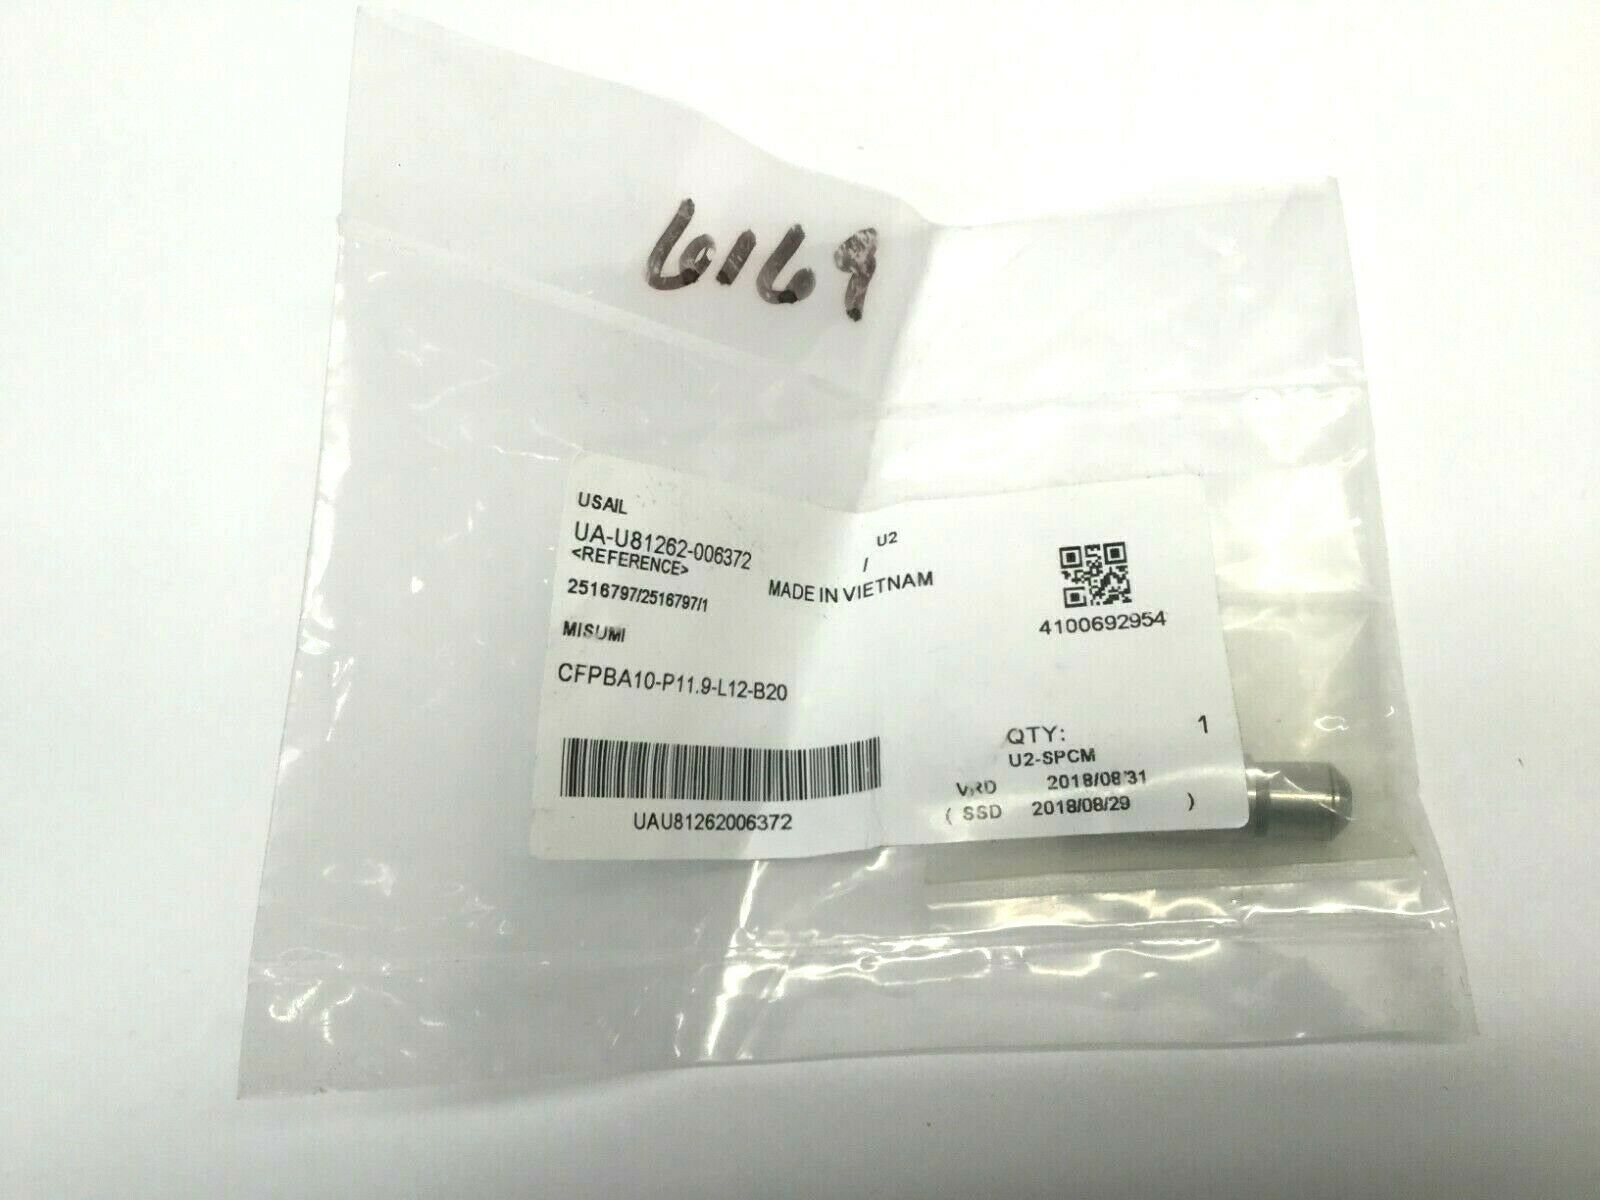 6169
USAIL
UA-U81262-006372
<REFERENCE>
2516797/2516797/1
MISUMI
CFPBA10-P11.9-L12-B20
UAU81262006372
U2
/
MADE IN VIETNAM
4100692954
QTY: 1
U2-SPCM
VRD 2018/08/31
( SSD 2018/08/29 )